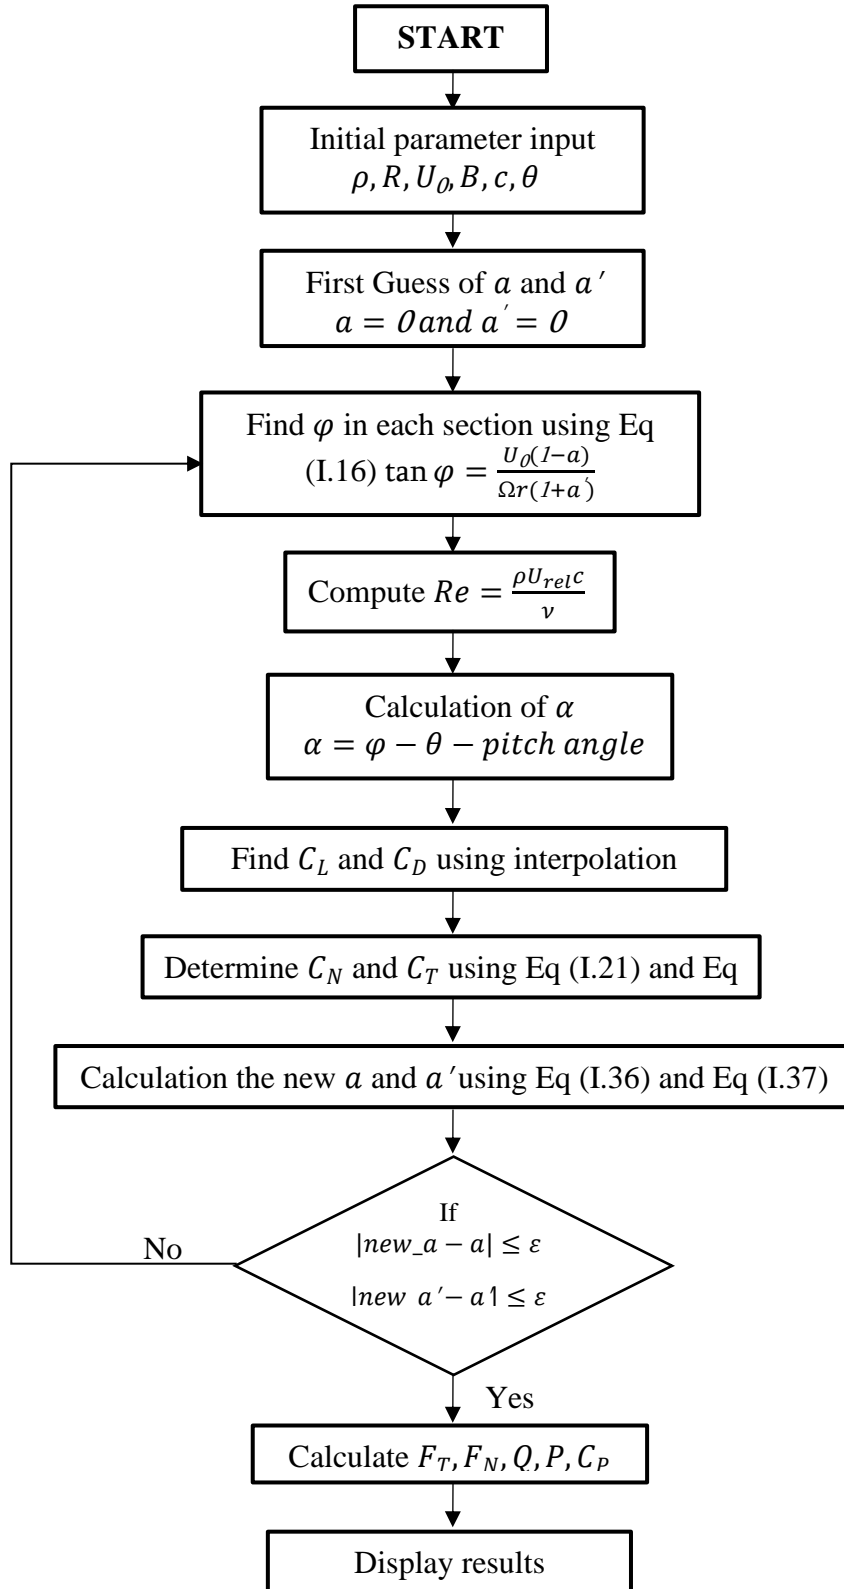 START
Initial parameter input
ρ, R, U₀, B, c, θ
First Guess of a and a′
a = 0 and a′ = 0
Find φ in each section using Eq
(I.16) tan φ = U₀(1−a) / Ωr(1+a′)
Compute Re = ρU_rel c / ν
Calculation of α
α = φ − θ − pitch angle
Find C_L and C_D using interpolation
Determine C_N and C_T using Eq (I.21) and Eq
Calculation the new a and a′using Eq (I.36) and Eq (I.37)
If
|new_a − a| ≤ ε
No
|new a′ − a′| ≤ ε
Yes
Calculate F_T, F_N, Q, P, C_P
Display results